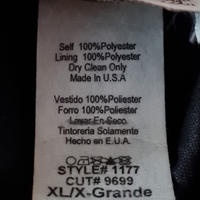 Self 100%Polyester
Lining 100%Polyester
Dry Clean Only
Made In U.S.A
Vestido 100%Poliester
Forro 100%Poliester
Lavar En Seco
Tintoreria Solamente
Hecho en E.U.A.
STYLE# 1177
CUT# 9699
XL/X-Grande